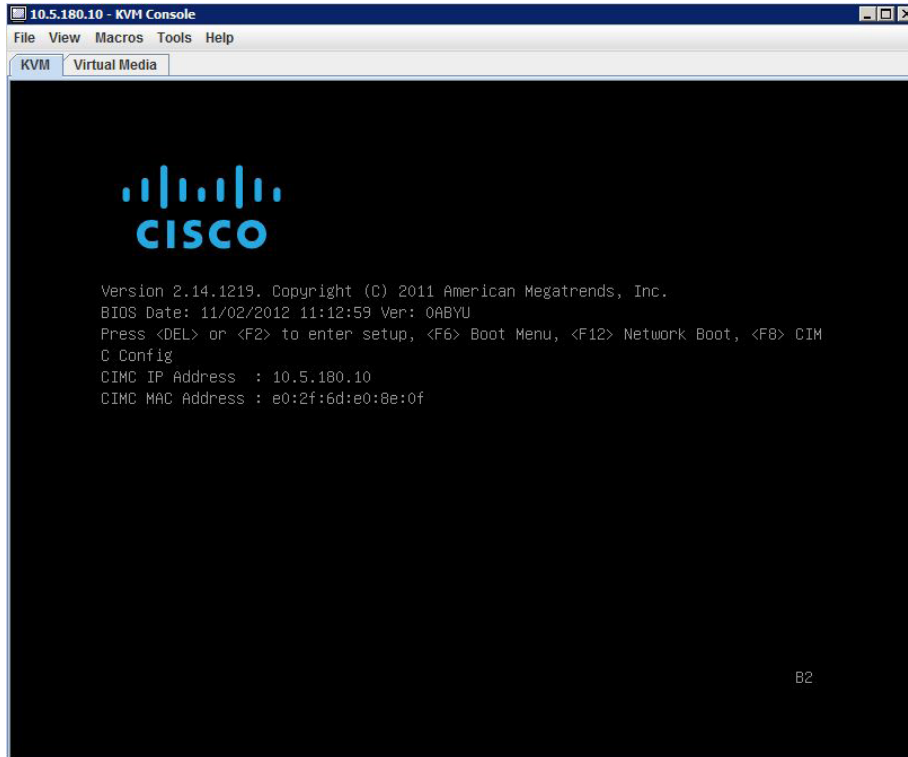 10.5.180.10 - KVM Console
File View Macros Tools Help
KVM Virtual Media
CISCO
Version 2.14.1219. Copyright (C) 2011 American Megatrends, Inc.
BIOS Date: 11/02/2012 11:12:59 Ver: 0ABYU
Press <DEL> or <F2> to enter setup, <F6> Boot Menu, <F12> Network Boot, <F8> CIM
C Config
CIMC IP Address  : 10.5.180.10
CIMC MAC Address : e0:2f:6d:e0:8e:0f
B2